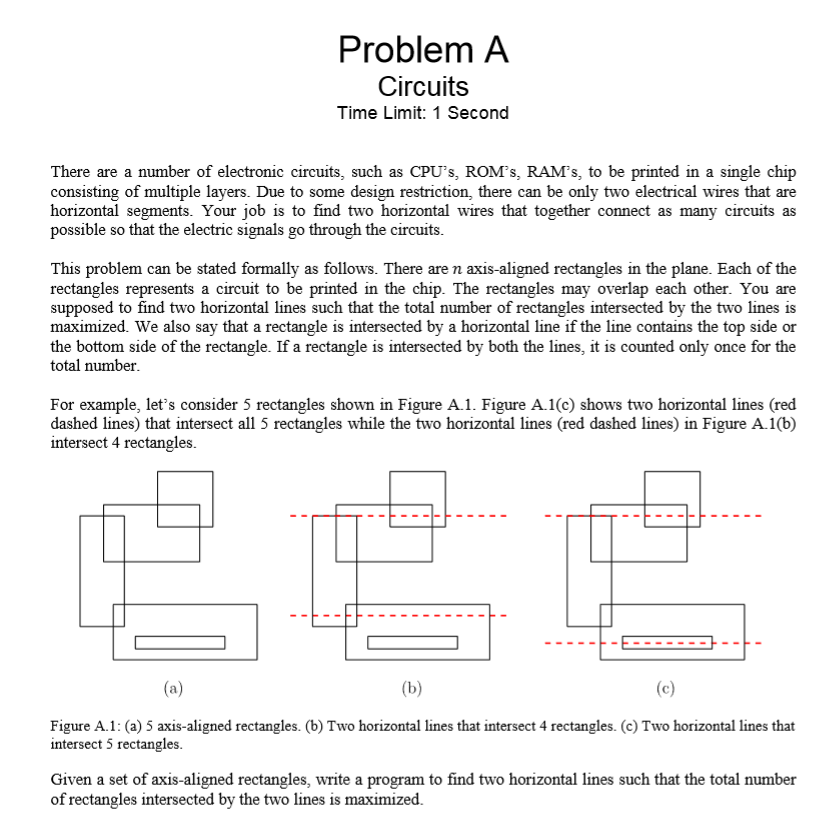 Problem A
Circuits
Time Limit: 1 Second
There are a number of electronic circuits, such as CPU's, ROM's, RAM's, to be printed in a single chip
consisting of multiple layers. Due to some design restriction, there can be only two electrical wires that are
horizontal segments. Your job is to find two horizontal wires that together connect as many circuits as
possible so that the electric signals go through the circuits.
This problem can be stated formally as follows. There are n axis-aligned rectangles in the plane. Each of the
rectangles represents a circuit to be printed in the chip. The rectangles may overlap each other. You are
supposed to find two horizontal lines such that the total number of rectangles intersected by the two lines is
maximized. We also say that a rectangle is intersected by a horizontal line if the line contains the top side or
the bottom side of the rectangle. If a rectangle is intersected by both the lines, it is counted only once for the
total number.
For example, let's consider 5 rectangles shown in Figure A.1. Figure A.1(c) shows two horizontal lines (red
dashed lines) that intersect all 5 rectangles while the two horizontal lines (red dashed lines) in Figure A.1(b)
intersect 4 rectangles.
(a) (b) (c)
Figure A.1: (a) 5 axis-aligned rectangles. (b) Two horizontal lines that intersect 4 rectangles. (c) Two horizontal lines that
intersect 5 rectangles.
Given a set of axis-aligned rectangles, write a program to find two horizontal lines such that the total number
of rectangles intersected by the two lines is maximized.